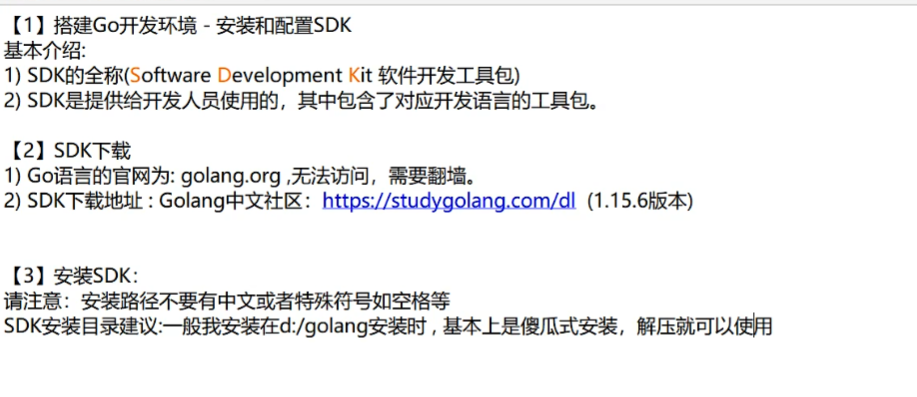 【1】搭建Go开发环境 - 安装和配置SDK
基本介绍:
1) SDK的全称(Software Development Kit 软件开发工具包)
2) SDK是提供给开发人员使用的，其中包含了对应开发语言的工具包。
【2】SDK下载
1) Go语言的官网为: golang.org ,无法访问，需要翻墙。
2) SDK下载地址 : Golang中文社区：https://studygolang.com/dl (1.15.6版本)
【3】安装SDK：
请注意：安装路径不要有中文或者特殊符号如空格等
SDK安装目录建议:一般我安装在d:/golang安装时 , 基本上是傻瓜式安装，解压就可以使用